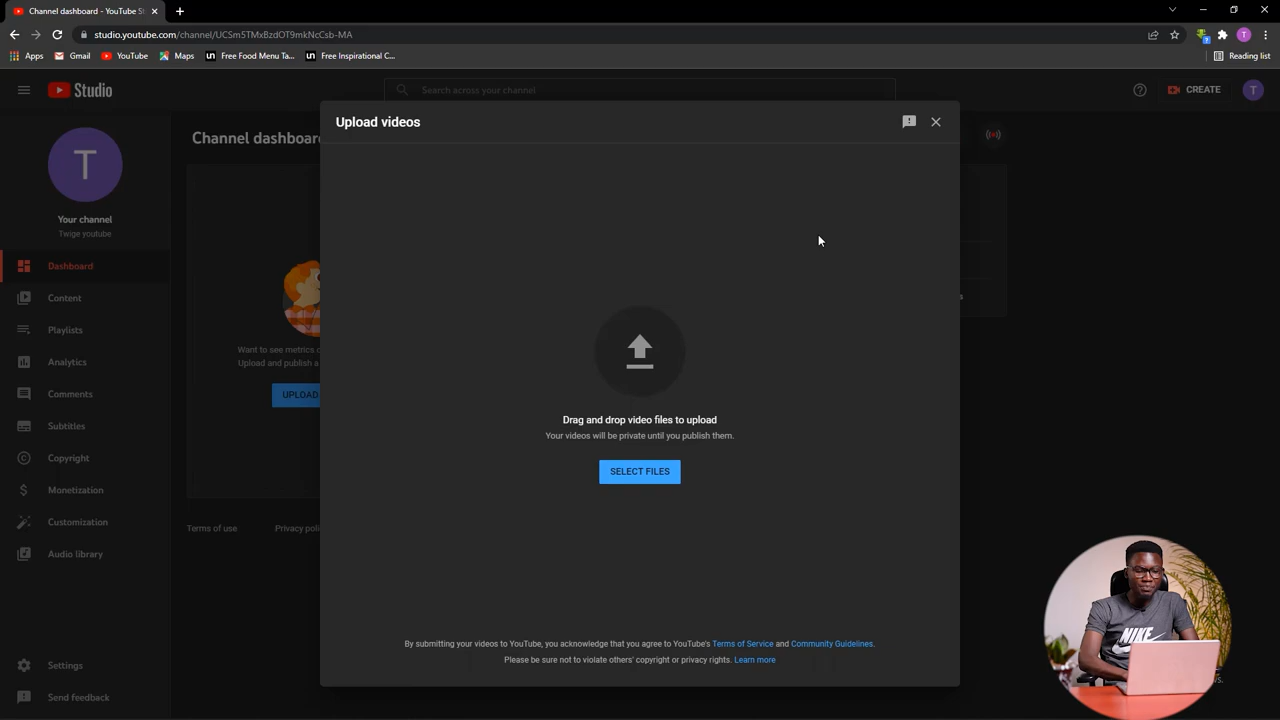 Channel dashboard - YouTube St
studio.youtube.com/channel/UCSm5TMxBzdOT9mkNcCsb-MA
T
Apps
Gmail
YouTube
Maps
Free Food Menu Ta...
Free Inspirational C...
Reading list
Studio
Search across your channel
CREATE
T
T
Your channel
Twige youtube
Dashboard
Content
Playlists
Analytics
Comments
Subtitles
Copyright
Monetization
Customization
Audio library
Settings
Send feedback
Channel dashboard
Want to see metrics
Upload and publish a
UPLOAD
Terms of use
Privacy poli
Upload videos
Drag and drop video files to upload
Your videos will be private until you publish them.
SELECT FILES
By submitting your videos to YouTube, you acknowledge that you agree to YouTube's Terms of Service and Community Guidelines.
Please be sure not to violate others' copyright or privacy rights. Learn more
NIKE